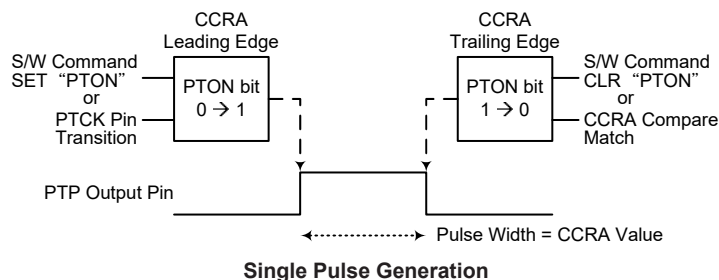 CCRA
Leading Edge
S/W Command
SET “PTON”
or
PTCK Pin
Transition
PTON bit
0 → 1
CCRA
Trailing Edge
PTON bit
1 → 0
S/W Command
CLR “PTON”
or
CCRA Compare
Match
PTP Output Pin
Pulse Width = CCRA Value
Single Pulse Generation